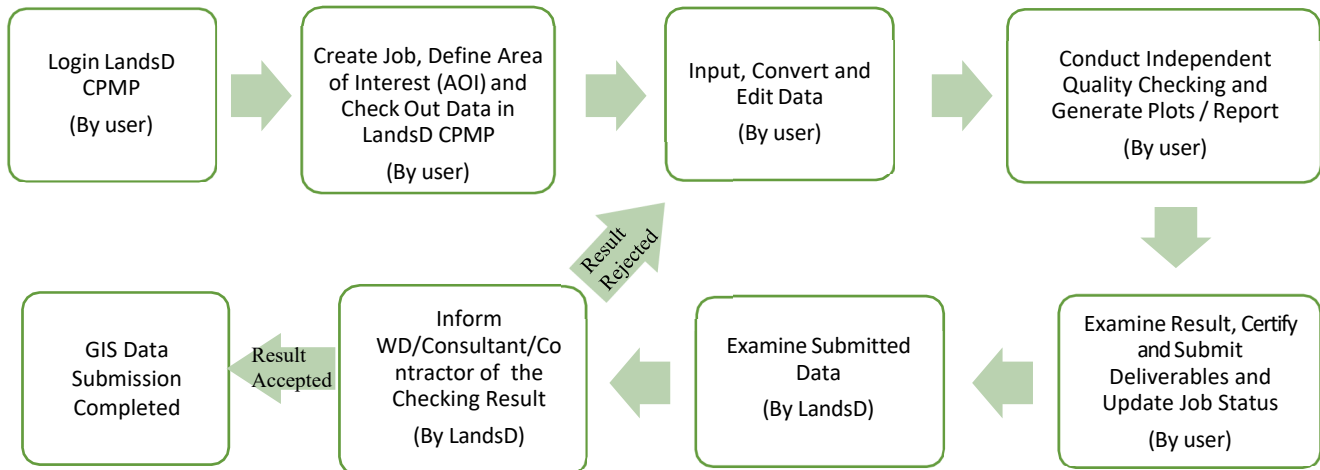 Login LandsD
CPMP
(By user)
Create Job, Define Area
of Interest (AOI) and
Check Out Data in
LandsD CPMP
(By user)
Input, Convert and
Edit Data
(By user)
Conduct Independent
Quality Checking and
Generate Plots / Report
(By user)
Examine Result, Certify
and Submit
Deliverables and
Update Job Status
(By user)
Examine Submitted
Data
(By LandsD)
Inform
WD/Consultant/Co
ntractor of the
Checking Result
(By LandsD)
Result
Rejected
Result
Accepted
GIS Data
Submission
Completed